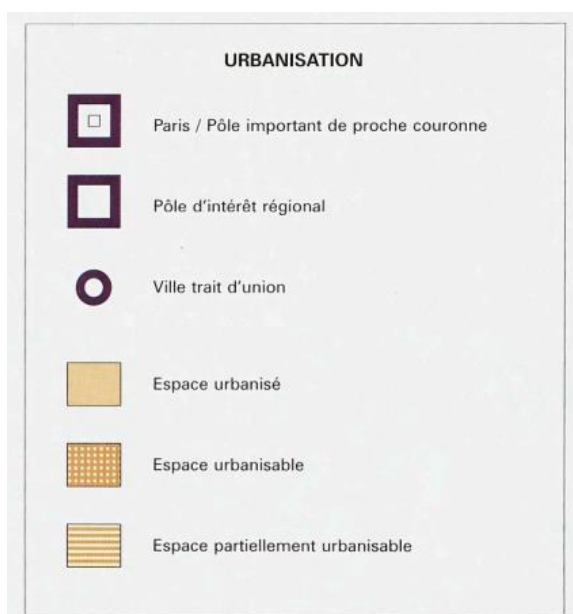 URBANISATION
Paris / Pôle important de proche couronne
Pôle d'intérêt régional
Ville trait d'union
Espace urbanisé
Espace urbanisable
Espace partiellement urbanisable